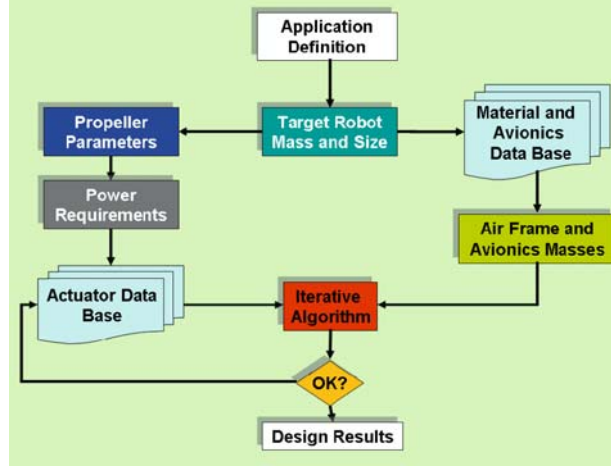 Application
Definition
Propeller
Parameters
Target Robot
Mass and Size
Material and
Avionics
Data Base
Power
Requirements
Air Frame and
Avionics Masses
Actuator Data
Base
Iterative
Algorithm
OK?
Design Results